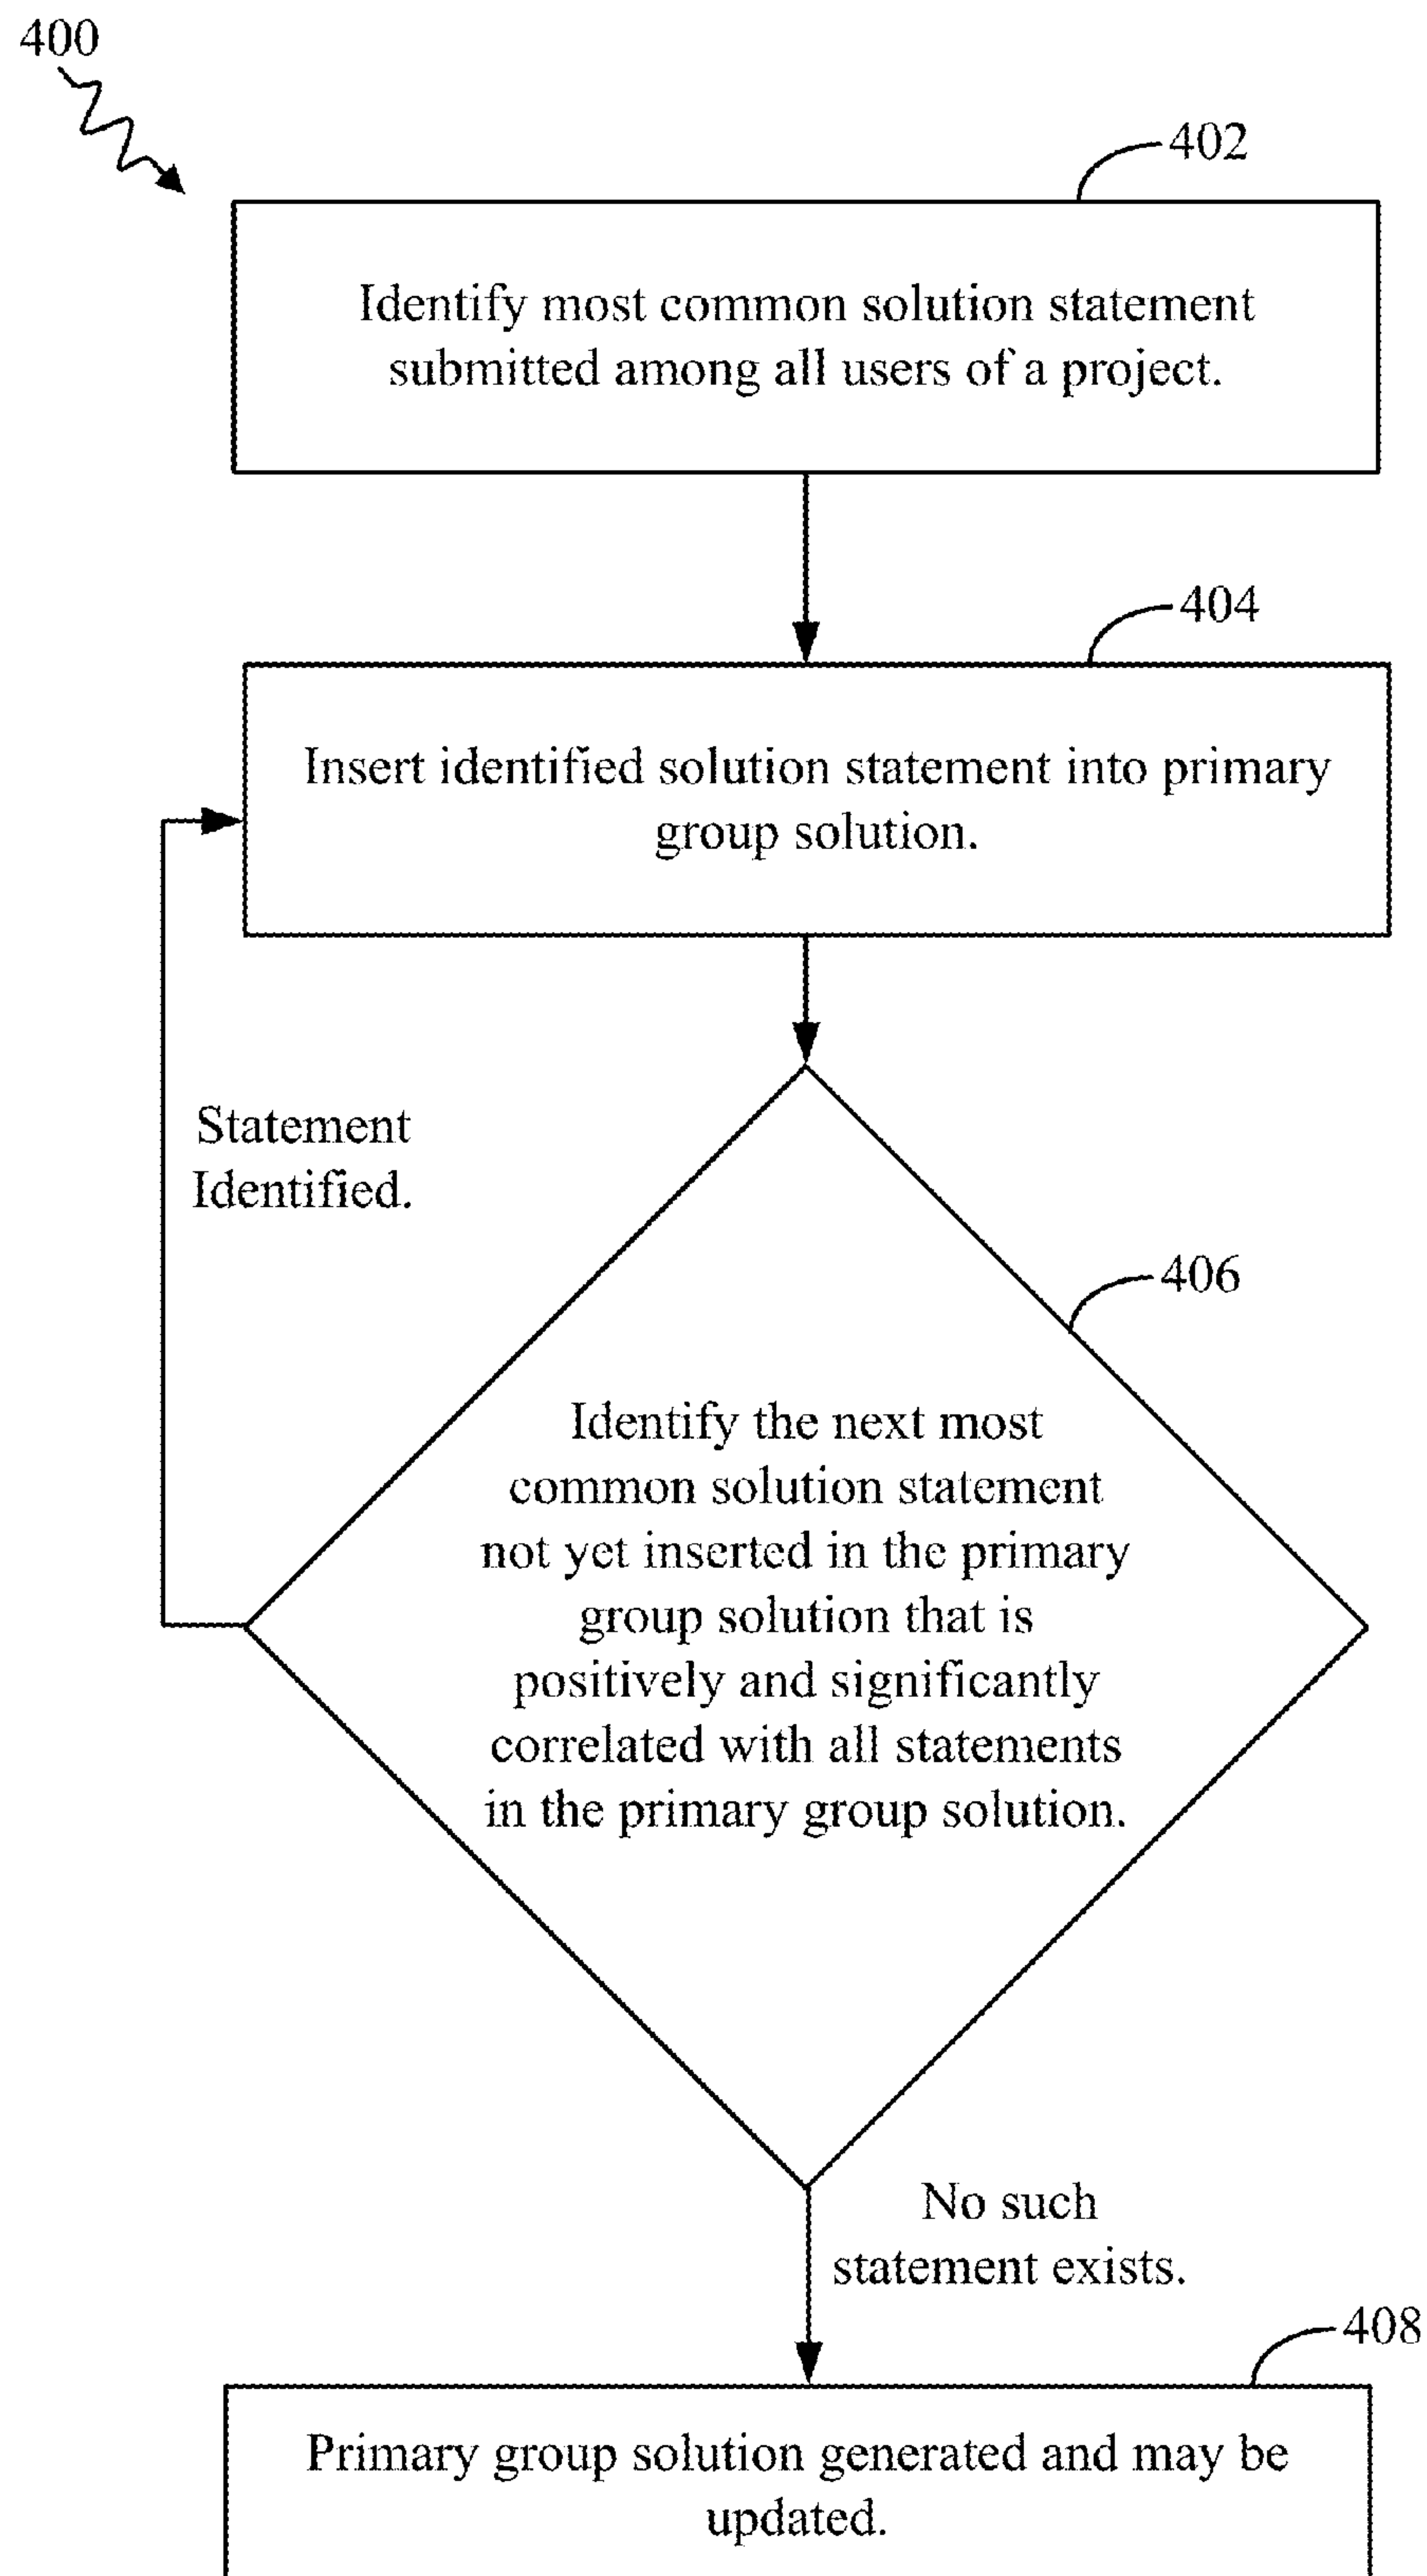 400
402
Identify most common solution statement
submitted among all users of a project.
404
Insert identified solution statement into primary
group solution.
Statement
Identified.
406
Identify the next most
common solution statement
not yet inserted in the primary
group solution that is
positively and significantly
correlated with all statements
in the primary group solution.
No such
statement exists.
408
Primary group solution generated and may be
updated.